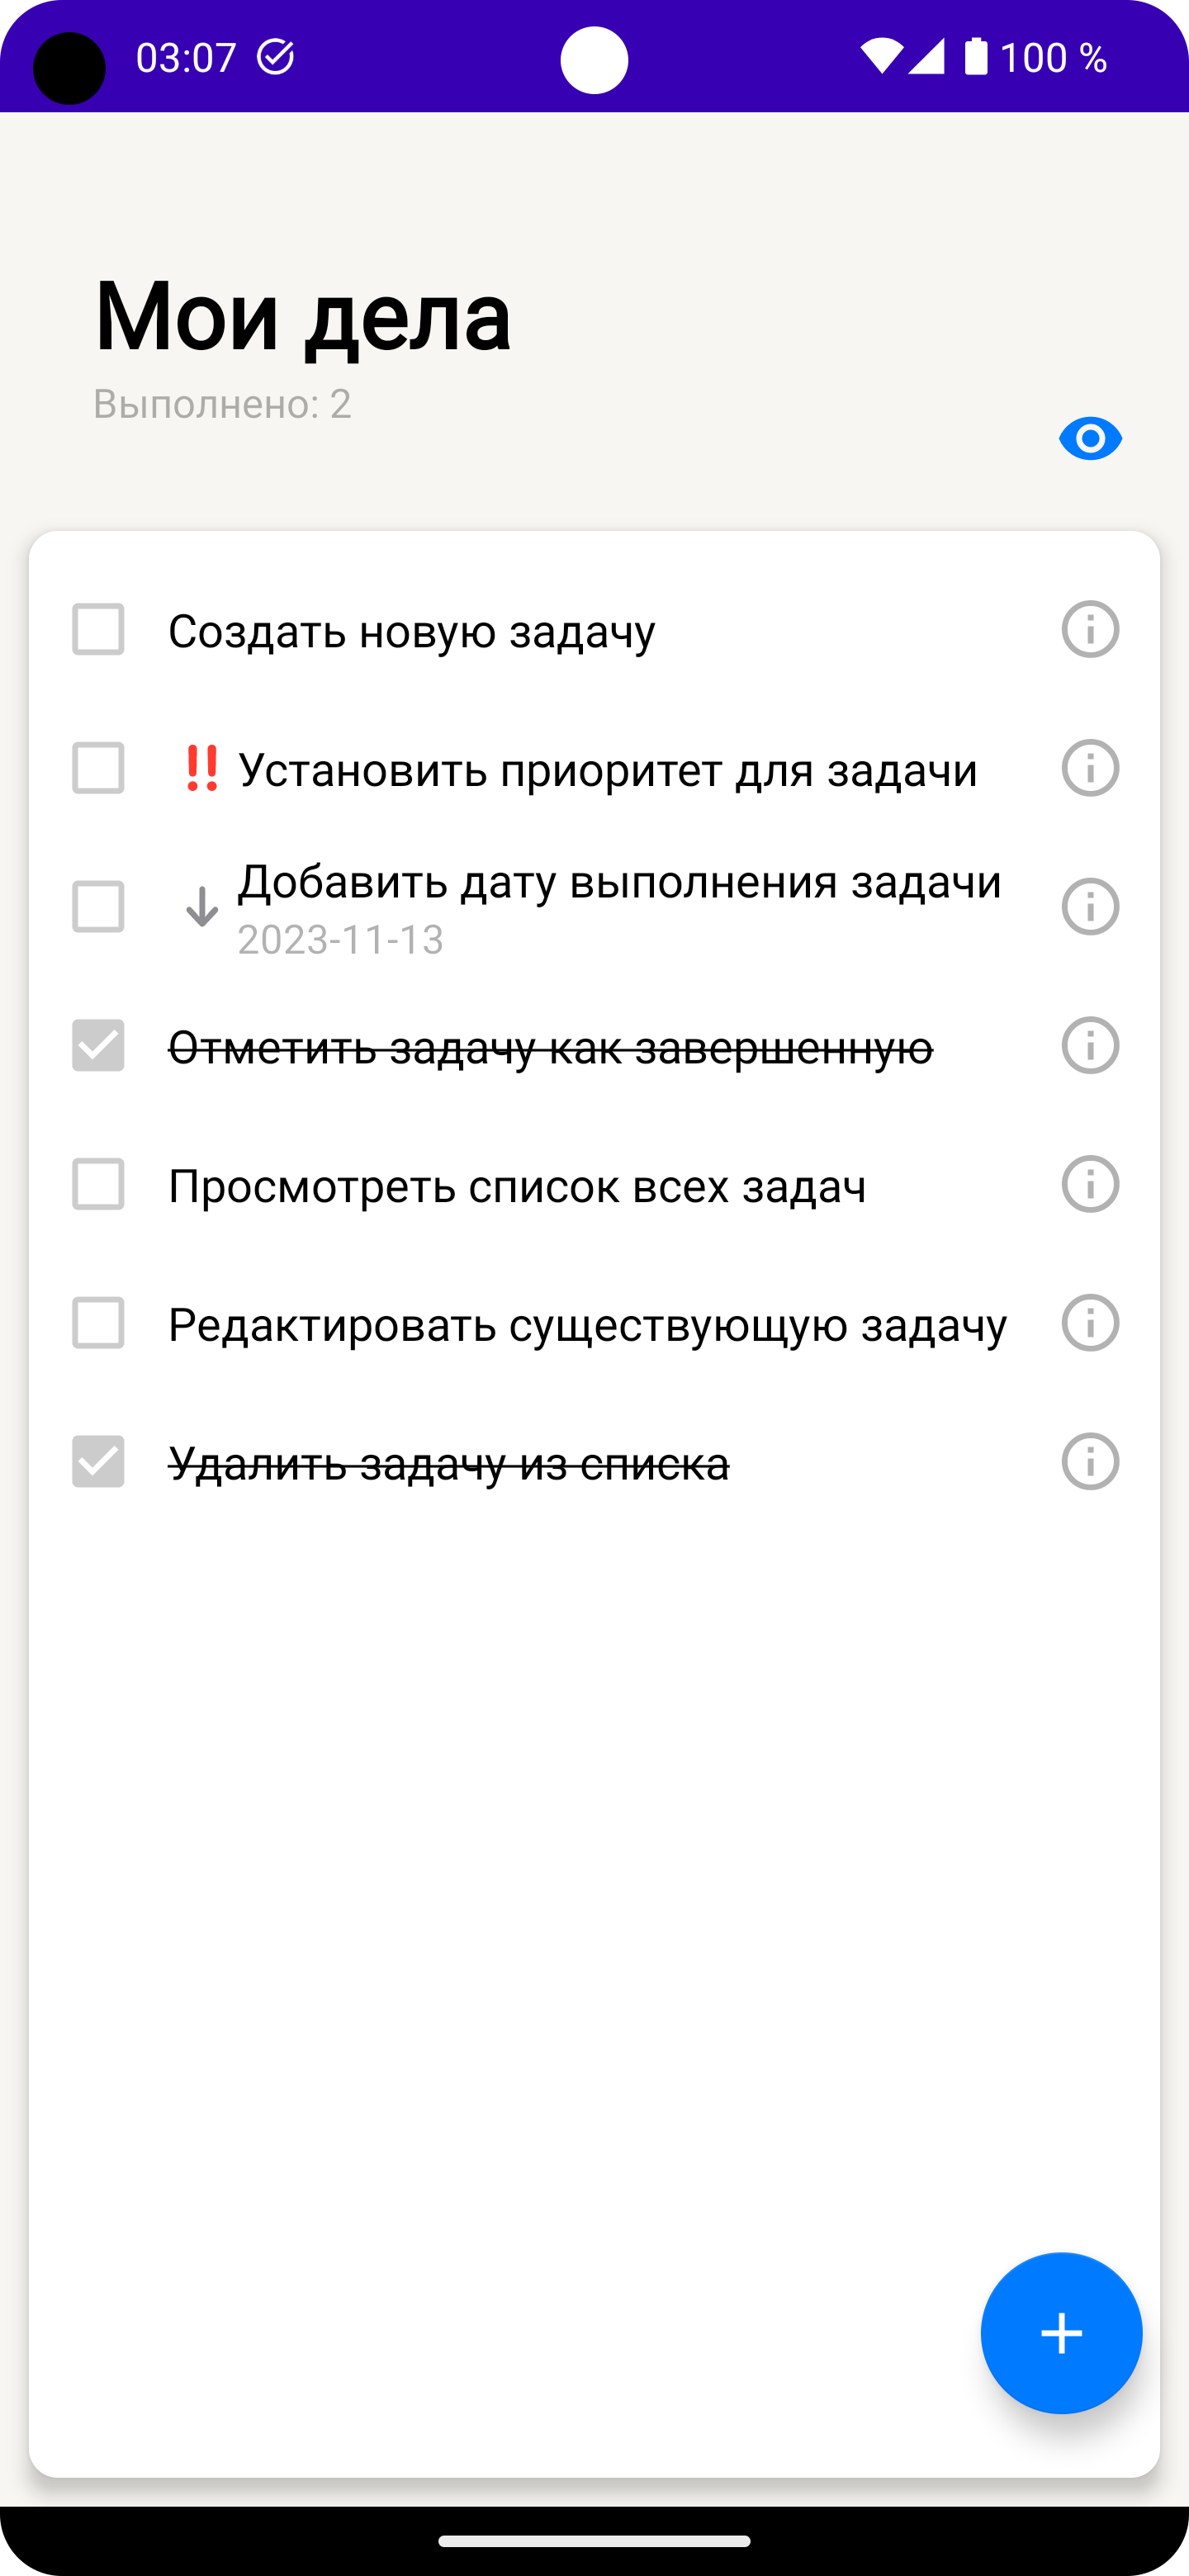 03:07 100 %
Мои дела
Выполнено: 2
Создать новую задачу
‼ Установить приоритет для задачи
Добавить дату выполнения задачи
2023-11-13
Отметить задачу как завершенную
Просмотреть список всех задач
Редактировать существующую задачу
Удалить задачу из списка